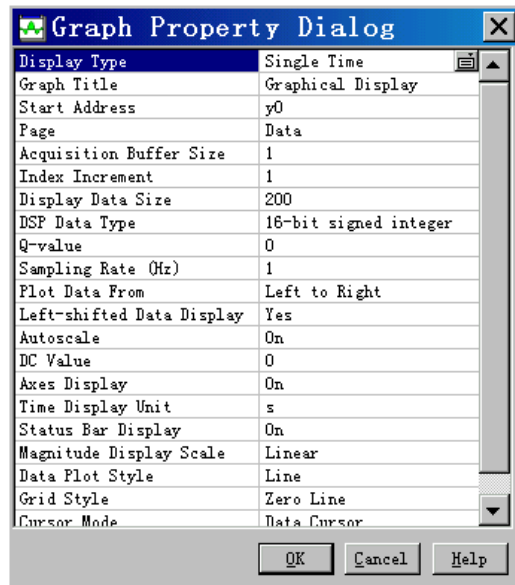 Graph Property Dialog
Display Type Single Time
Graph Title Graphical Display
Start Address y0
Page Data
Acquisition Buffer Size 1
Index Increment 1
Display Data Size 200
DSP Data Type 16-bit signed integer
Q-value 0
Sampling Rate (Hz) 1
Plot Data From Left to Right
Left-shifted Data Display Yes
Autoscale On
DC Value 0
Axes Display On
Time Display Unit s
Status Bar Display On
Magnitude Display Scale Linear
Data Plot Style Line
Grid Style Zero Line
Cursor Mode Data Cursor
OK Cancel Help